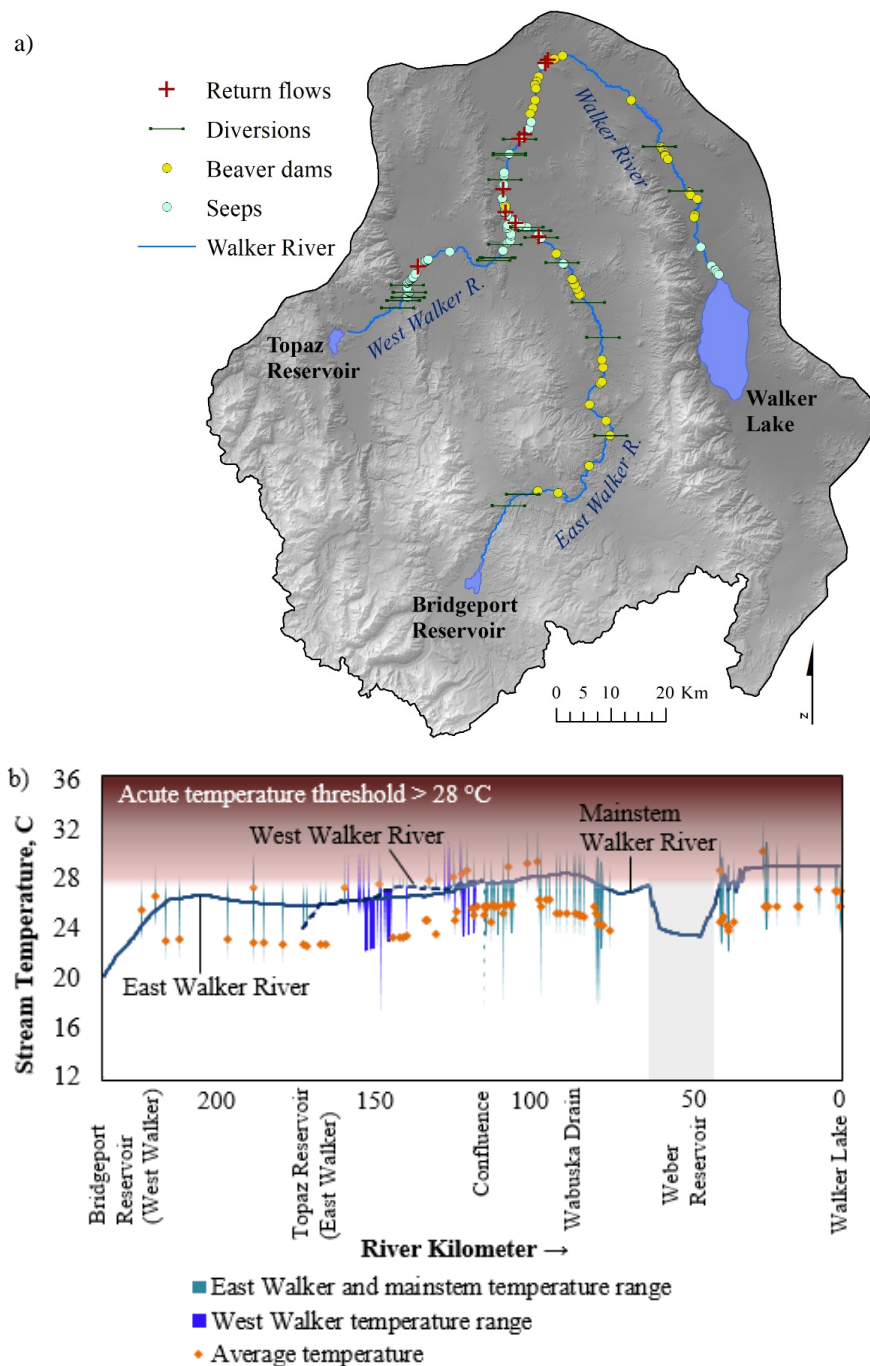 a)
Return flows
Diversions
Beaver dams
Seeps
Walker River
Walker River
West Walker R.
Topaz
Reservoir
Walker
Lake
East Walker R.
Bridgeport
Reservoir
0 5 10 20 Km
N
b)
Acute temperature threshold > 28 °C
West Walker River
Mainstem
Walker River
East Walker River
Stream Temperature, C
36
32
28
24
20
16
12
200 150 100 50 0
Bridgeport
Reservoir
(West Walker)
Topaz Reservoir
(East Walker)
Confluence
Wabuska Drain
Weber
Reservoir
Walker Lake
River Kilometer →
East Walker and mainstem temperature range
West Walker temperature range
Average temperature